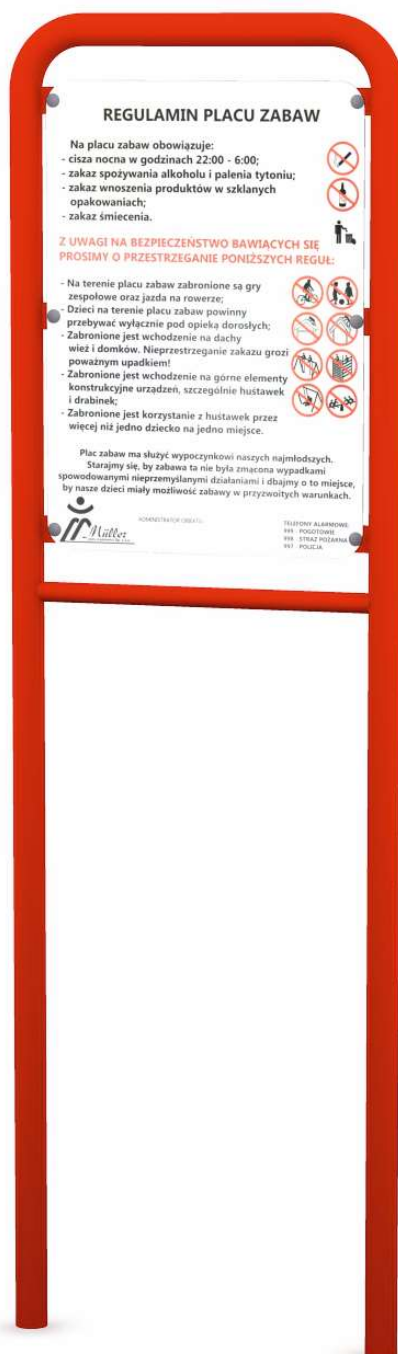 REGULAMIN PLACU ZABAW
Na placu zabaw obowiązuje:
- cisza nocna w godzinach 22:00 - 6:00;
- zakaz spożywania alkoholu i palenia tytoniu;
- zakaz wnoszenia produktów w szklanych
opakowaniach;
- zakaz śmiecenia.
Z UWAGI NA BEZPIECZEŃSTWO BAWIĄCYCH SIĘ
PROSIMY O PRZESTRZEGANIE PONIŻSZYCH REGUŁ:
- Na terenie placu zabaw zabronione są gry
zespołowe oraz jazda na rowerze;
- Dzieci na terenie placu zabaw powinny
przebywać wyłącznie pod opieką dorosłych;
- Zabronione jest wchodzenie na dachy
wież i domków. Nieprzestrzeganie zakazu grozi
poważnym upadkiem!
- Zabronione jest wchodzenie na górne elementy
konstrukcyjne urządzeń, szczególnie huśtawek
i drabinek;
- Zabronione jest korzystanie z huśtawek przez
więcej niż jedno dziecko na jedno miejsce.
Plac zabaw ma służyć wypoczynkowi naszych najmłodszych.
Starajmy się, by zabawa ta nie była zmącona wypadkami
spowodowanymi nieprzemyślanymi działaniami i dbajmy o to miejsce,
by nasze dzieci miały możliwość zabawy w przyzwoitych warunkach.
Müller
ADMINISTRATOR OBIEKTU:
TELEFONY ALARMOWE
999 - POGOTOWIE
998 - STRAŻ POŻARNA
997 - POLICJA